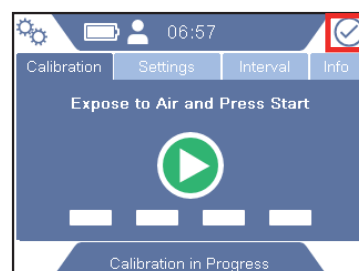 06:57
Calibration Settings Interval Info
Expose to Air and Press Start
Calibration in Progress